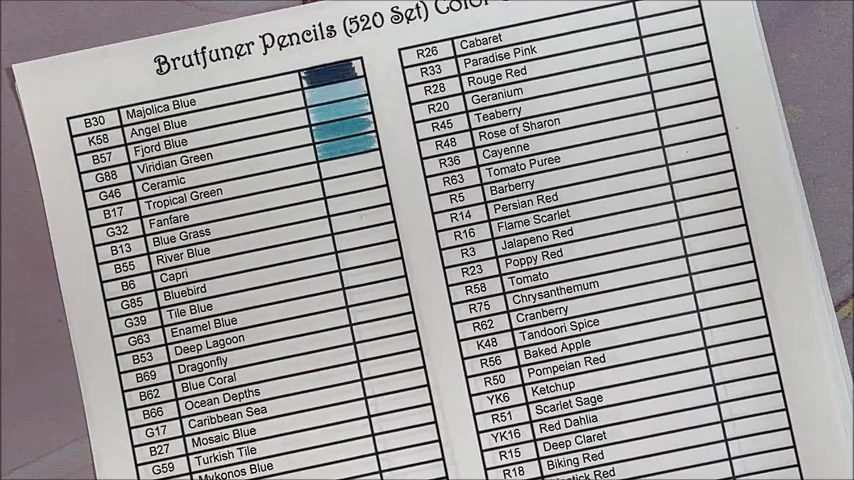 Brutfuner Pencils (520 Set) Color
B30 Majolica Blue
K58 Angel Blue
B57 Fjord Blue
G88 Viridian Green
G46 Ceramic
B17 Tropical Green
G32 Fanfare
B13 Blue Grass
B55 River Blue
B6 Capri
G85 Bluebird
G39 Tile Blue
G63 Enamel Blue
B53 Deep Lagoon
B69 Dragonfly
B62 Blue Coral
B66 Ocean Depths
G17 Caribbean Sea
B27 Mosaic Blue
G59 Turkish Tile
Mykonos Blue
R26 Cabaret
R33 Paradise Pink
R28 Rouge Red
R20 Geranium
R45 Teaberry
R48 Rose of Sharon
R36 Cayenne
R63 Tomato Puree
R5 Barberry
R14 Persian Red
R16 Flame Scarlet
R3 Jalapeno Red
R23 Poppy Red
R58 Tomato
R75 Chrysanthemum
R62 Cranberry
K48 Tandoori Spice
R56 Baked Apple
R50 Pompeian Red
YK6 Ketchup
R51 Scarlet Sage
YK16 Red Dahlia
R15 Deep Claret
R18 Biking Red
Red